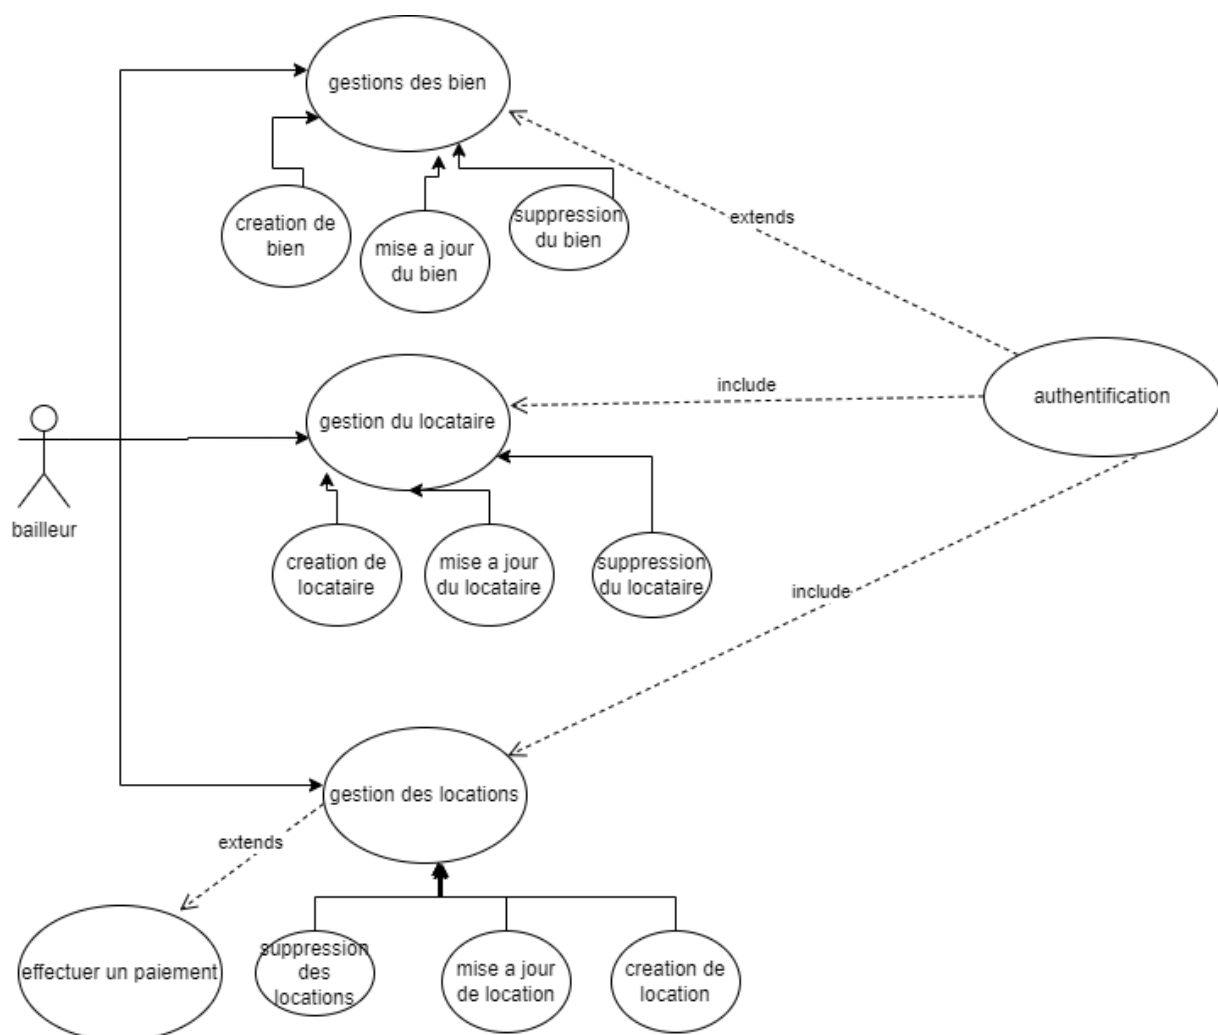 gestions des bien
creation de
bien
mise a jour
du bien
suppression
du bien
extends
authentification
include
gestion du locataire
bailleur
creation de
locataire
mise a jour
du locataire
suppression
du locataire
include
gestion des locations
extends
effectuer un paiement
suppression
des
locations
mise a jour
de location
creation de
location